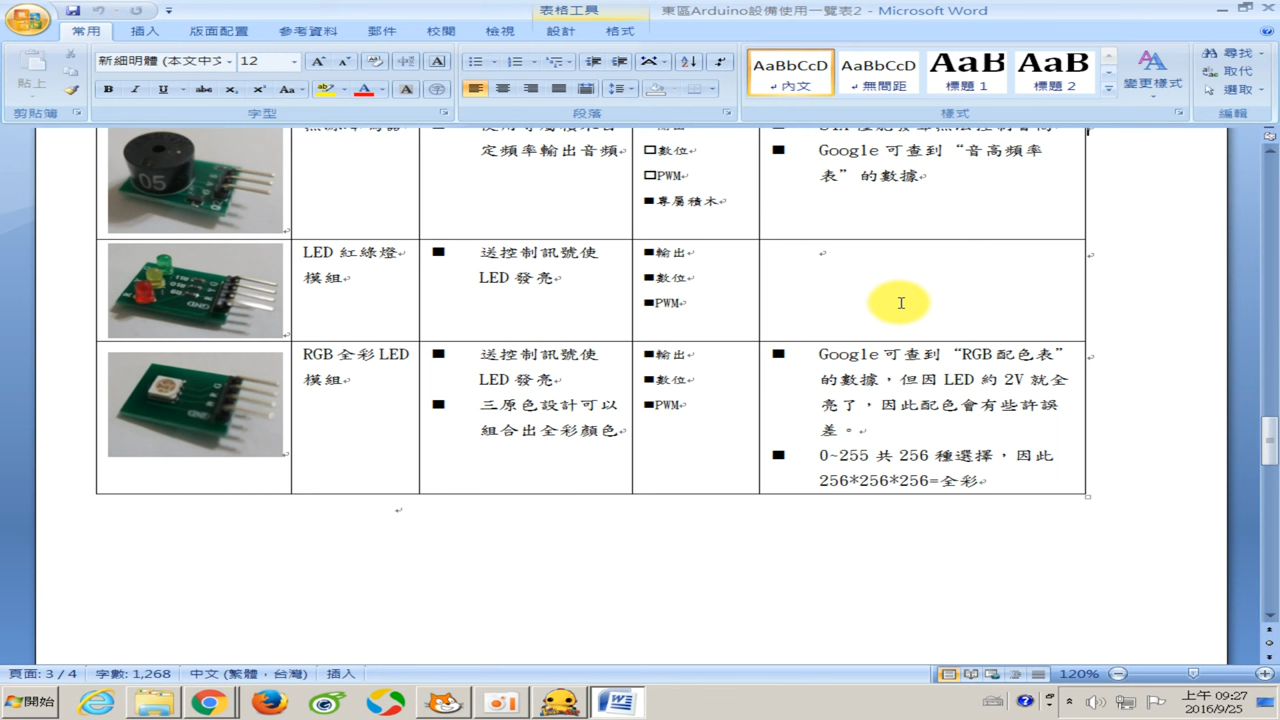 東區Arduino設備使用一覽表2 - Microsoft Word
表格工具
常用 插入 版面配置 參考資料 郵件 校閱 檢視 設計 格式
貼上
新細明體 (本文中文 12
B I U abe x₂ x² Aa
AaBbCcD AaBbCcD AaBb AaB
內文 無間距 標題 1 標題 2
變更樣式
尋找
取代
選取
剪貼簿 字型 段落 樣式 編輯
定頻率輸出音頻
□數位
□PWM
■專屬積木
■ Google 可查到“音高頻率
表”的數據
05
LED 紅綠燈
模組
■ 送控制訊號使
LED 發亮
■輸出
■數位
■PWM
GND
RGB 全彩 LED
模組
■ 送控制訊號使
LED 發亮
■ 三原色設計可以
組合出全彩顏色
■輸出
■數位
■PWM
■ Google 可查到“RGB 配色表”
的數據，但因 LED 約 2V 就全
亮了，因此配色會有些許誤
差。
■ 0~255 共 256 種選擇，因此
256*256*256=全彩
頁面: 3 / 4 字數: 1,268 中文 (繁體，台灣) 插入 120%
開始
上午 09:27
2016/9/25